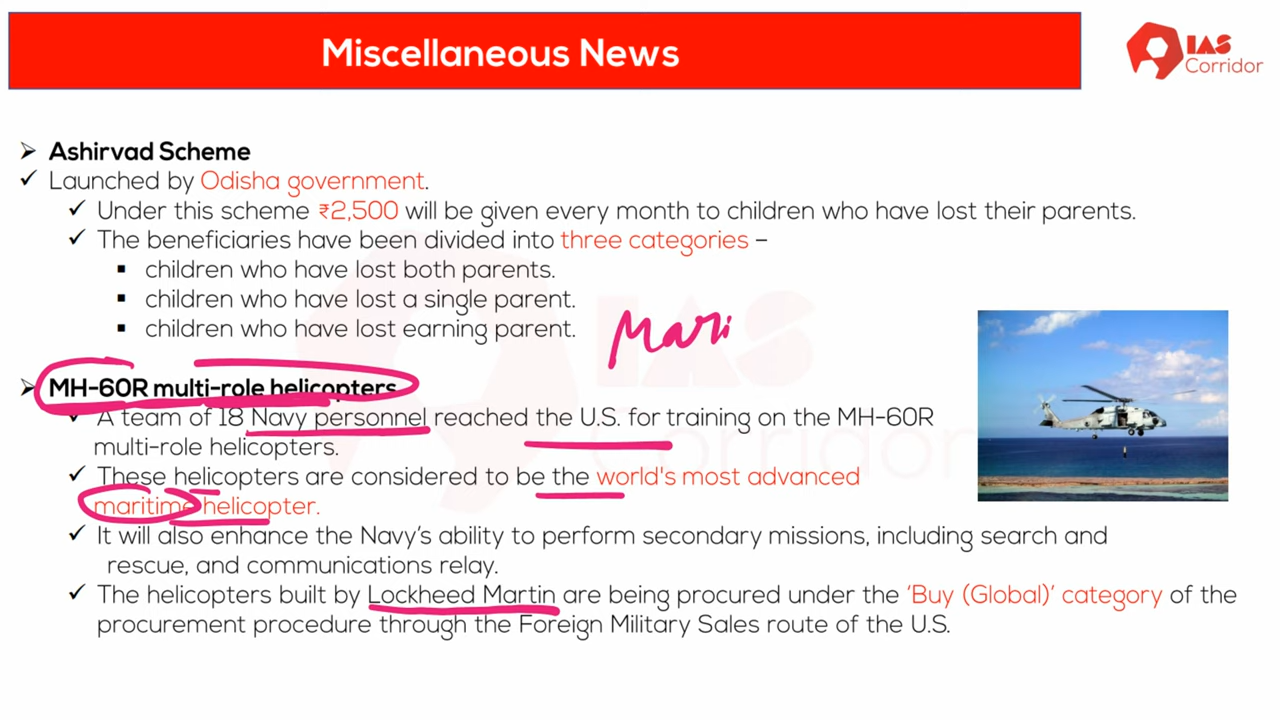 Miscellaneous News
IAS
Corridor
➢ Ashirvad Scheme
✓ Launched by Odisha government.
✓ Under this scheme ₹2,500 will be given every month to children who have lost their parents.
✓ The beneficiaries have been divided into three categories –
▪ children who have lost both parents.
▪ children who have lost a single parent.
▪ children who have lost earning parent.
Mari
➢ MH-60R multi-role helicopters
✓ A team of 18 Navy personnel reached the U.S. for training on the MH-60R
multi-role helicopters.
✓ These helicopters are considered to be the world's most advanced
maritime helicopter.
✓ It will also enhance the Navy's ability to perform secondary missions, including search and
rescue, and communications relay.
✓ The helicopters built by Lockheed Martin are being procured under the 'Buy (Global)' category of the
procurement procedure through the Foreign Military Sales route of the U.S.
IAS
Corridor